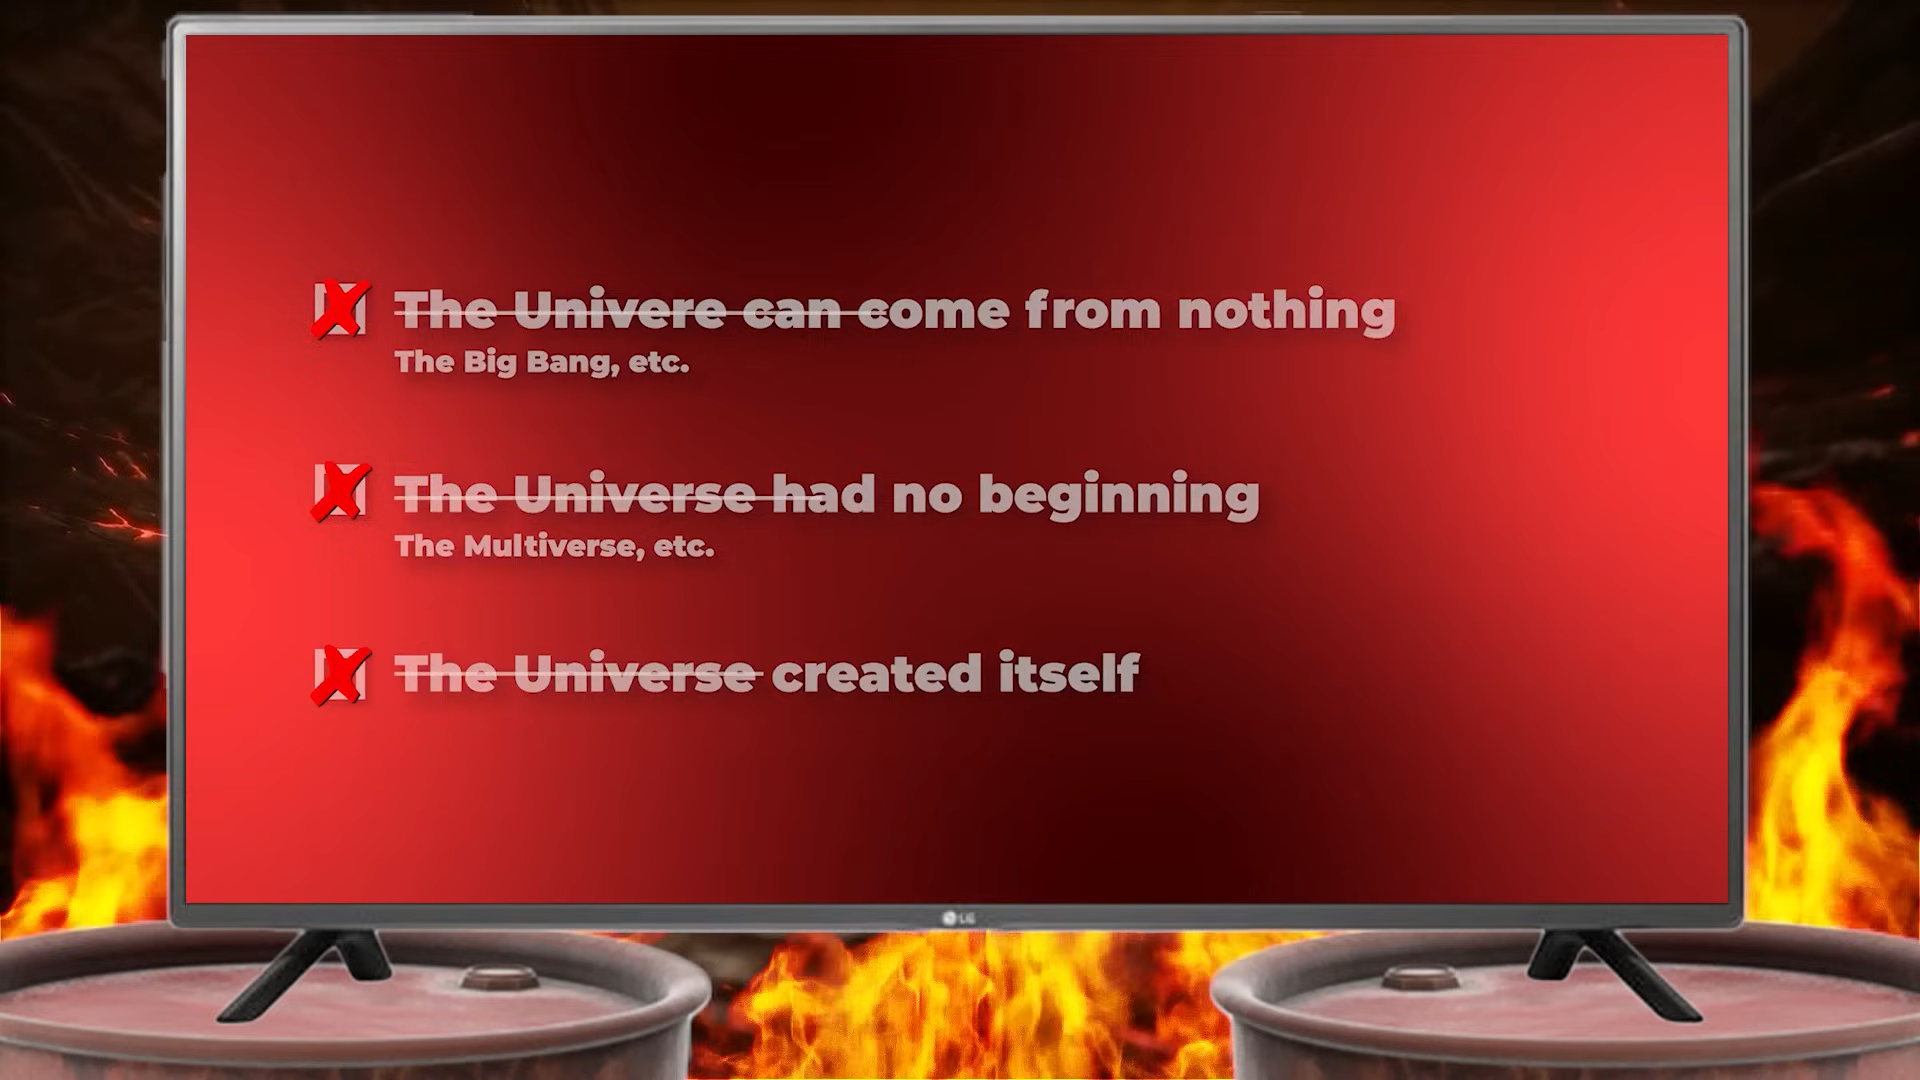 The Univere can come from nothing
The Big Bang, etc.
The Universe had no beginning
The Multiverse, etc.
The Universe created itself
LG